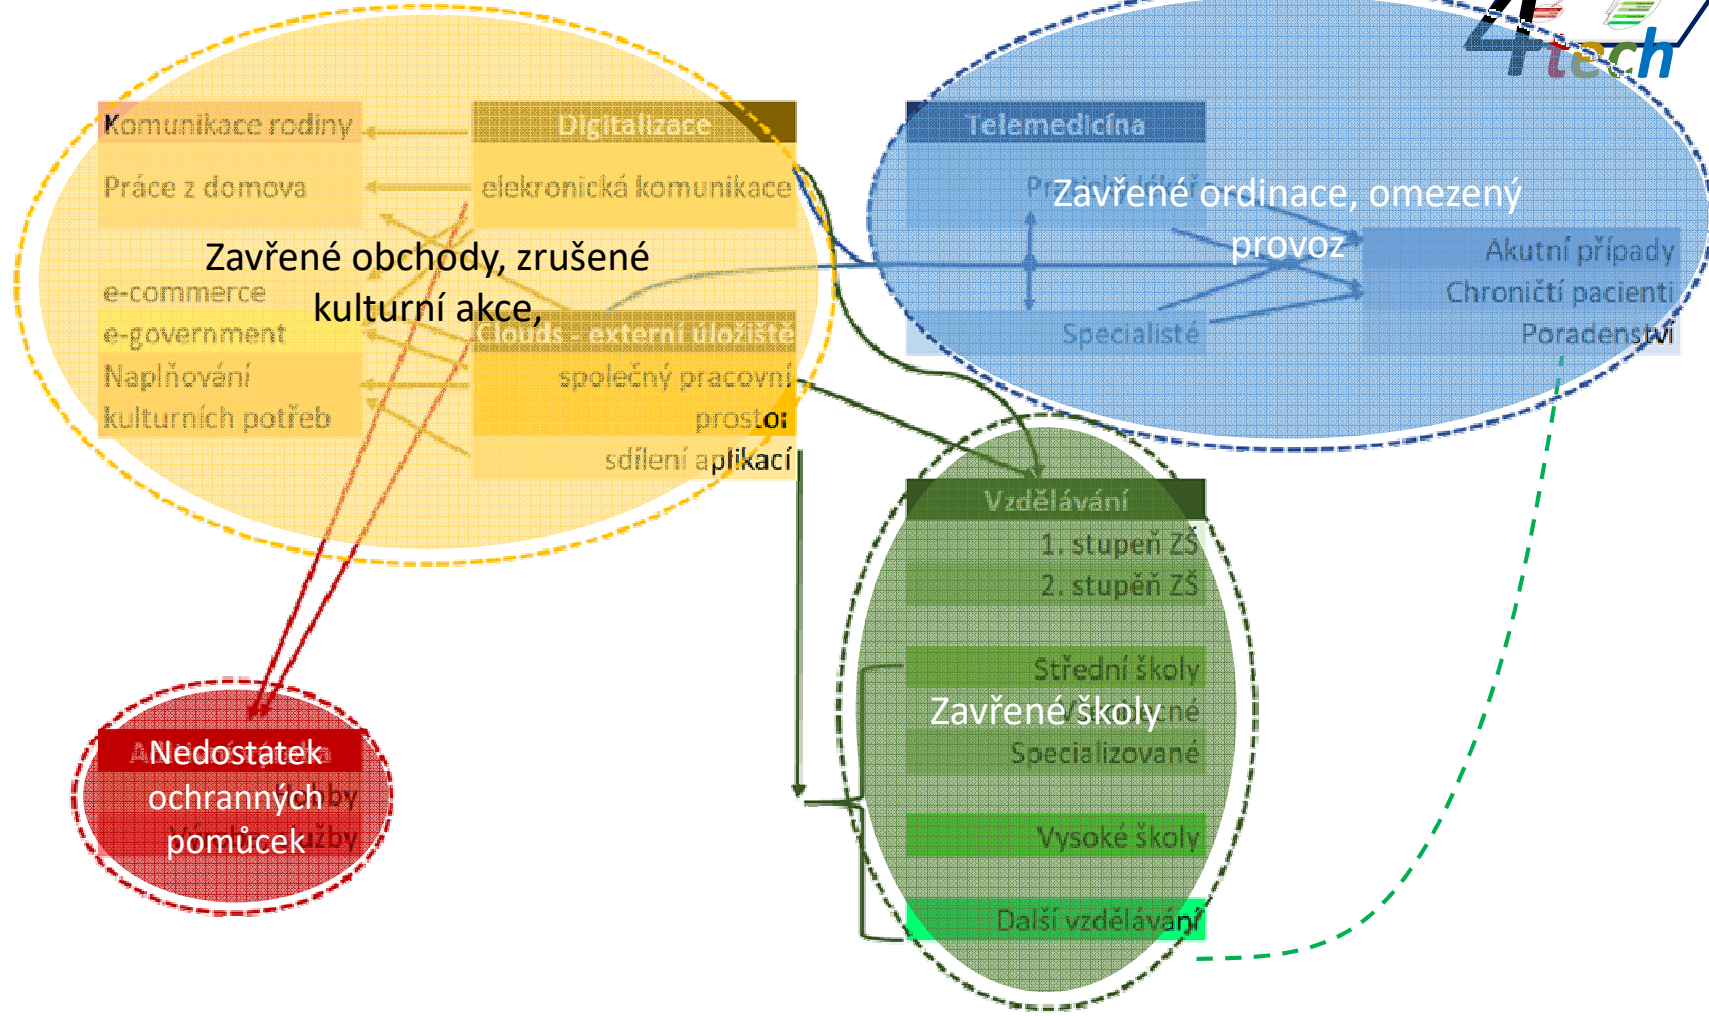 4tech
Komunikace rodiny
Práce z domova
e-commerce
e-government
Naplňování
kulturních potřeb
Digitalizace
elekronická komunikace
Clouds - externí úložiště
společný pracovní
prostor
sdílení aplikací
Zavřené obchody, zrušené
kulturní akce,
Telemedicína
Specialisté
Akutní případy
Chroničtí pacienti
Poradenství
Zavřené ordinace, omezený
provoz
Vzdělávání
1. stupeň ZŠ
2. stupěň ZŠ
Střední školy
Specializované
Vysoké školy
Další vzdělávání
Zavřené školy
Nedostatek
ochranných
pomůcek